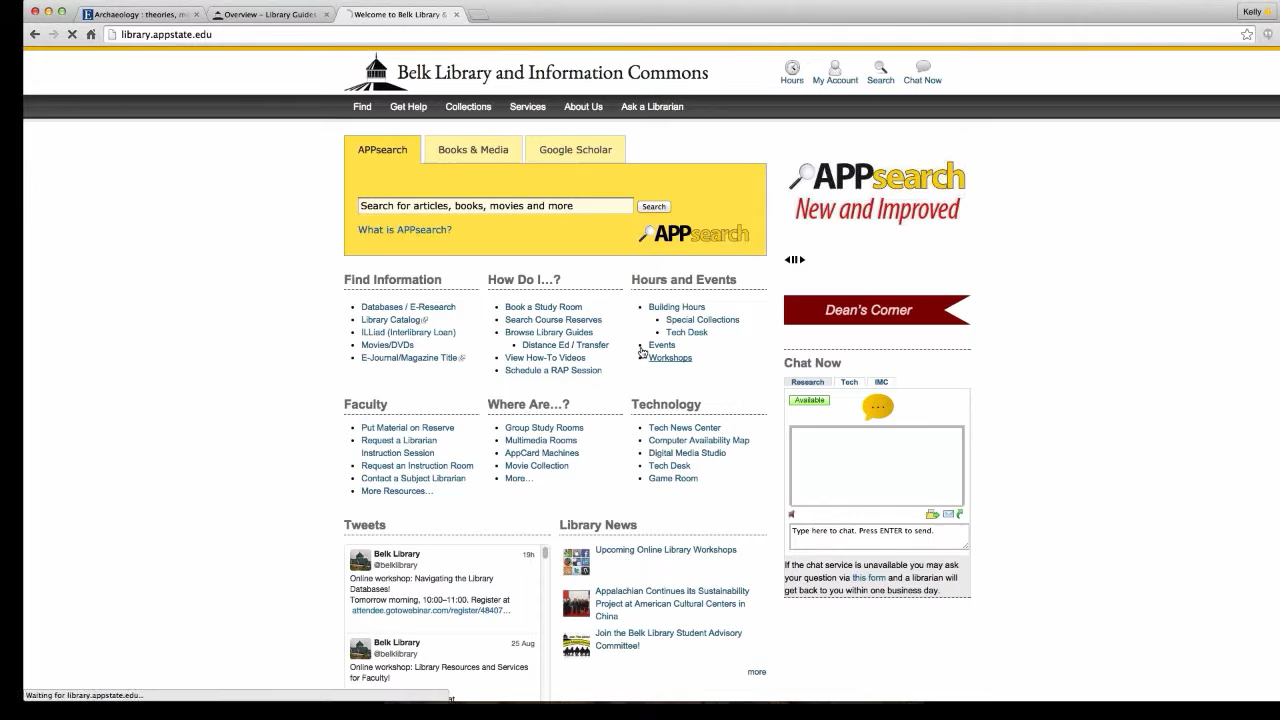 Archaeology : theories, m
Overview – Library Guides
Welcome to Belk Library &
Kelly
library.appstate.edu
Belk Library and Information Commons
Hours
My Account
Search
Chat Now
Find
Get Help
Collections
Services
About Us
Ask a Librarian
APPsearch
Books & Media
Google Scholar
Search for articles, books, movies and more
Search
What is APPsearch?
APPsearch
APPsearch
New and Improved
Find Information
Databases / E-Research
Library Catalog
ILLiad (Interlibrary Loan)
Movies/DVDs
E-Journal/Magazine Title
How Do I...?
Book a Study Room
Search Course Reserves
Browse Library Guides
Distance Ed / Transfer
View How-To Videos
Schedule a RAP Session
Hours and Events
Building Hours
Special Collections
Tech Desk
Events
Workshops
Dean's Corner
Faculty
Put Material on Reserve
Request a Librarian
Instruction Session
Request an Instruction Room
Contact a Subject Librarian
More Resources...
Where Are...?
Group Study Rooms
Multimedia Rooms
AppCard Machines
Movie Collection
More...
Technology
Tech News Center
Computer Availability Map
Digital Media Studio
Tech Desk
Game Room
Chat Now
Research
Tech
IMC
Available
Type here to chat. Press ENTER to send.
If the chat service is unavailable you may ask
your question via this form and a librarian will
get back to you within one business day.
Tweets
Belk Library
19h
@belklibrary
Online workshop: Navigating the Library
Databases!
Tomorrow morning, 10:00–11:00. Register at
attendee.gotowebinar.com/register/48407...
Belk Library
25 Aug
@belklibrary
Online workshop: Library Resources and Services
for Faculty!
Library News
Upcoming Online Library Workshops
Appalachian Continues its Sustainability
Project at American Cultural Centers in
China
Join the Belk Library Student Advisory
Committee!
more
Waiting for library.appstate.edu...